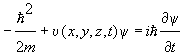 -ħ²/2m + υ(x,y,z,t)ψ = iħ ∂ψ/∂t